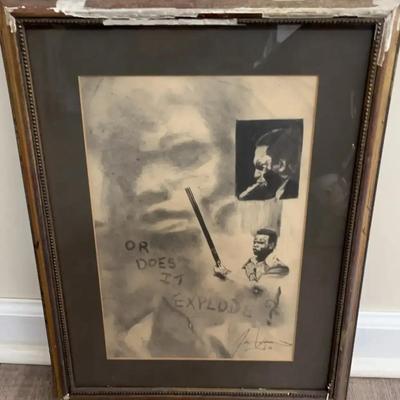 OR
DOES
IT
EXPLODE?